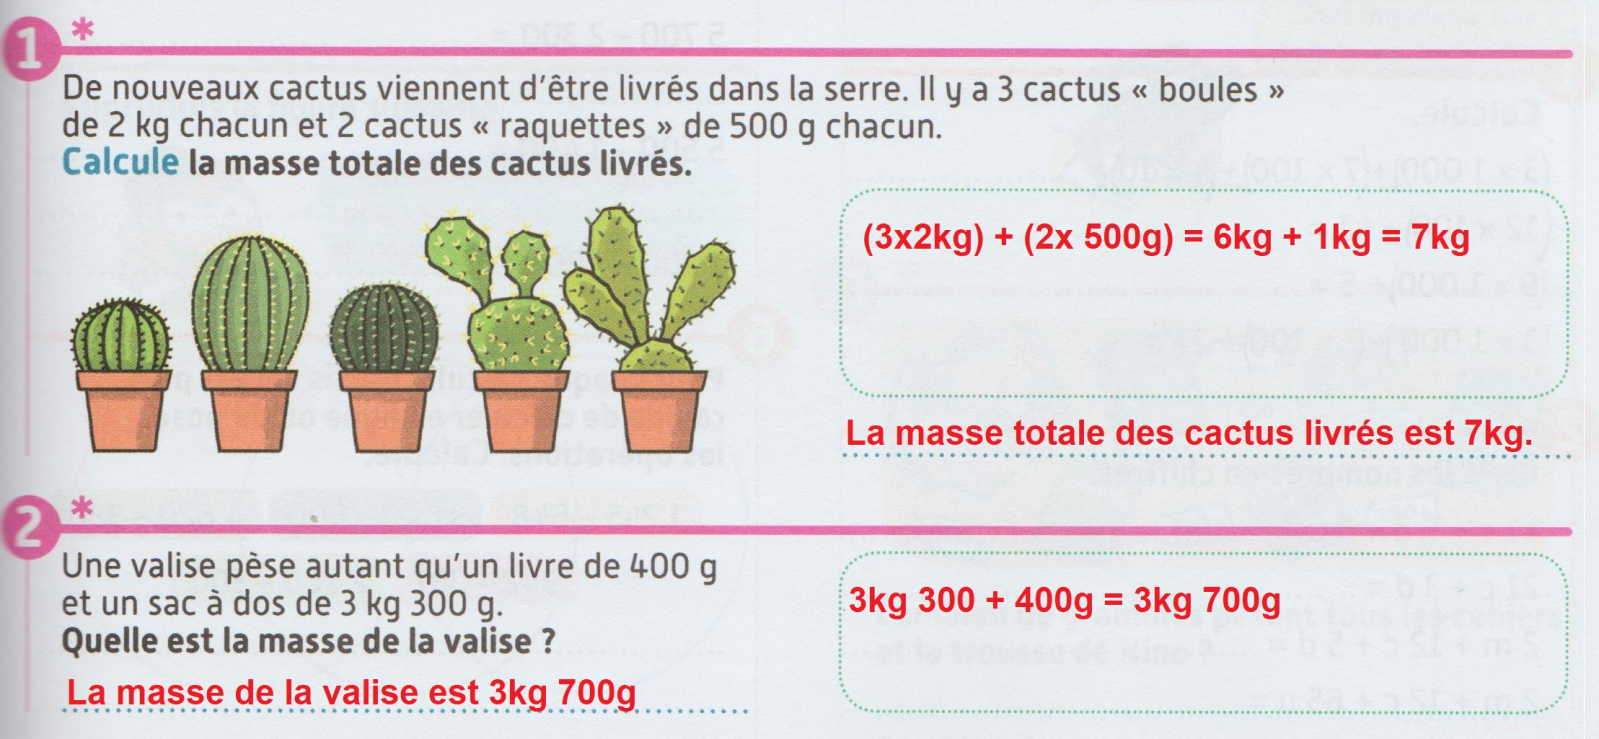 1 *
De nouveaux cactus viennent d'être livrés dans la serre. Il y a 3 cactus « boules »
de 2 kg chacun et 2 cactus « raquettes » de 500 g chacun.
Calcule la masse totale des cactus livrés.
(3x2kg) + (2x 500g) = 6kg + 1kg = 7kg
La masse totale des cactus livrés est 7kg.
2 *
Une valise pèse autant qu'un livre de 400 g
et un sac à dos de 3 kg 300 g.
Quelle est la masse de la valise ?
La masse de la valise est 3kg 700g
3kg 300 + 400g = 3kg 700g